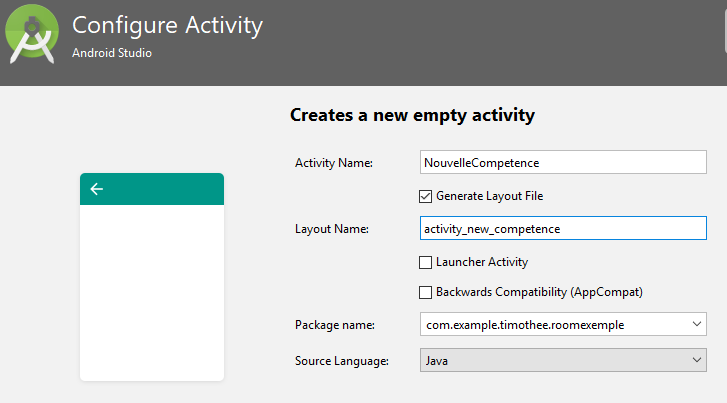 Configure Activity
Android Studio
Creates a new empty activity
Activity Name: NouvelleCompetence
Generate Layout File
Layout Name: activity_new_competence
Launcher Activity
Backwards Compatibility (AppCompat)
Package name: com.example.timothee.roomexemple
Source Language: Java